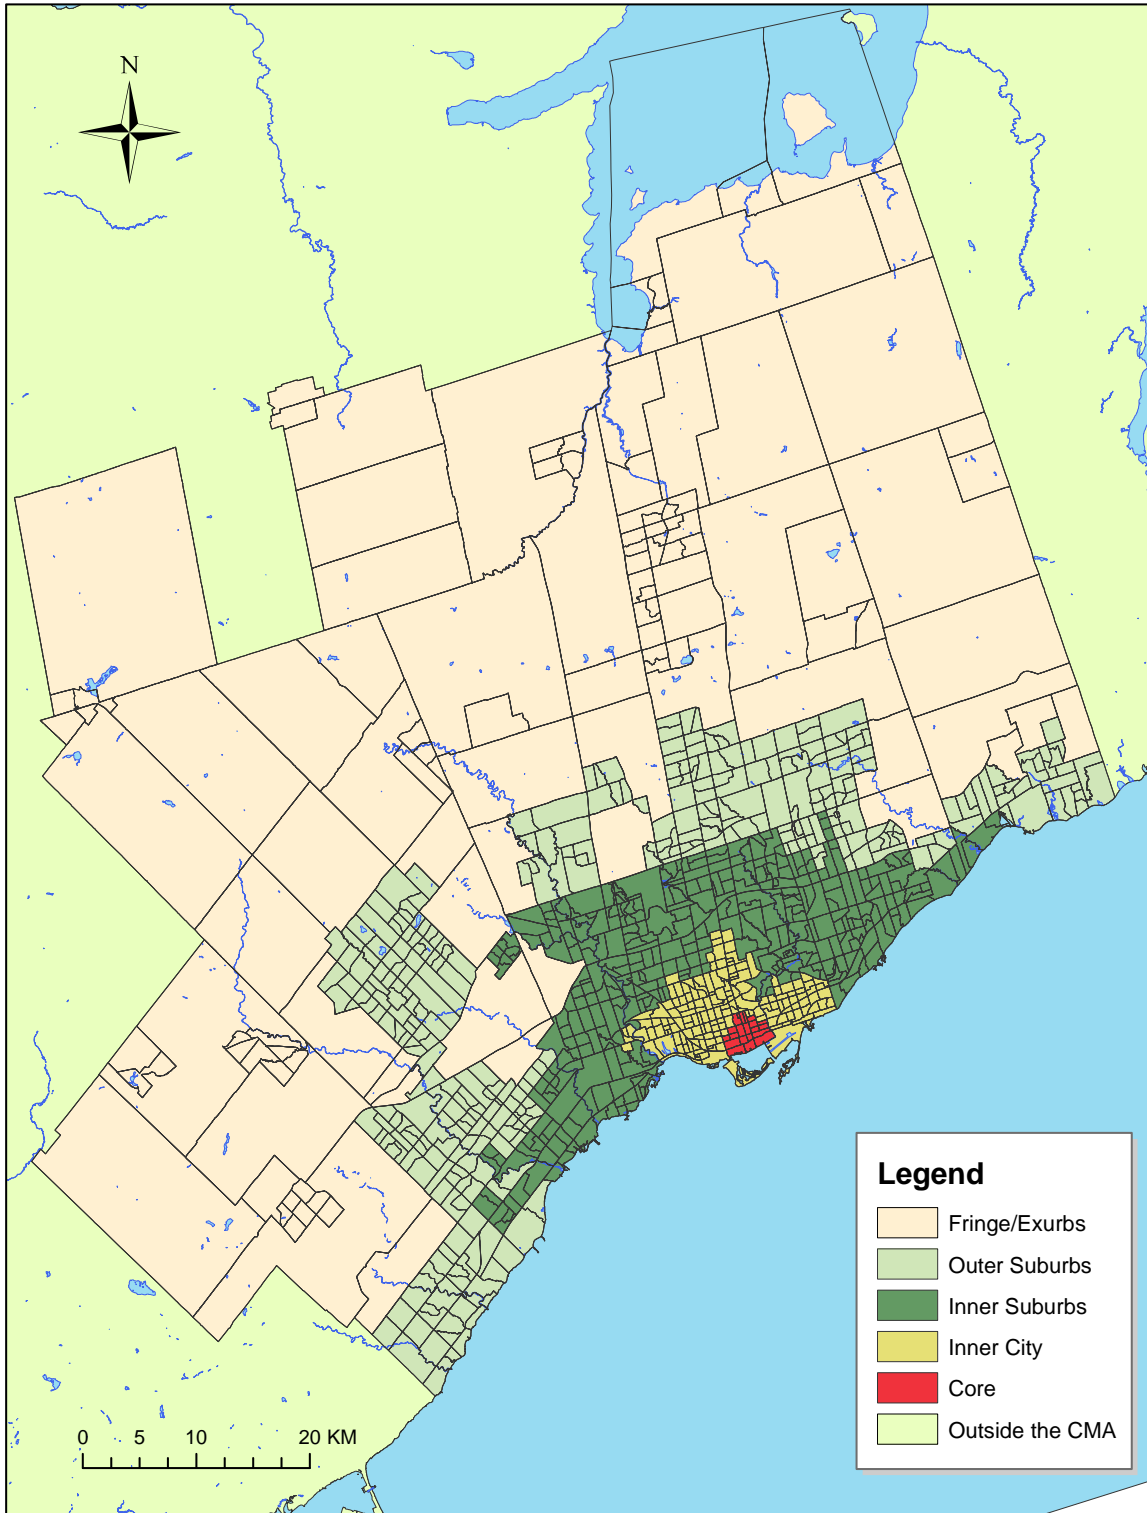 N
Legend
Fringe/Exurbs
Outer Suburbs
Inner Suburbs
Inner City
Core
Outside the CMA
0 5 10 20 KM